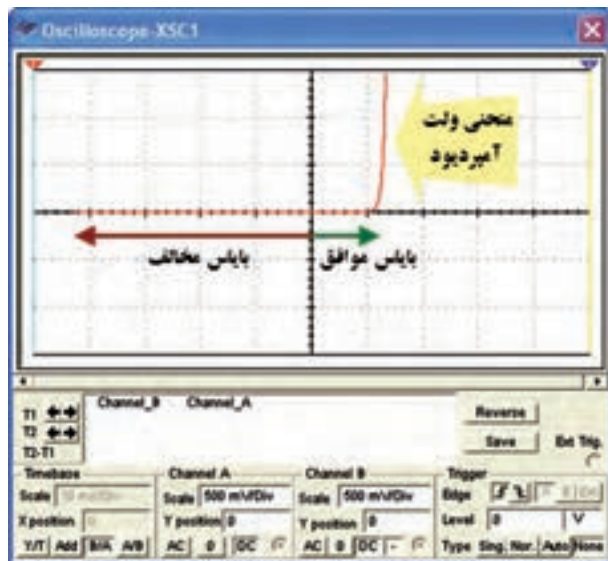 Oscilloscope-XSC1
منحنی ولت
آمپر دیود
بایاس مخالف
بایاس موافق
Channel_B Channel_A
T1
T2
T2-T1
Reverse
Save
Ext Trig.
Timebase
Scale
X position
Y/T Add B/A A/B
Channel A
Scale 500 mV/Div
Y position 0
AC 0 DC
Channel B
Scale 500 mV/Div
Y position 0
AC 0 DC -
Trigger
Edge
Level 0 V
Type Sing. Nor. Auto None